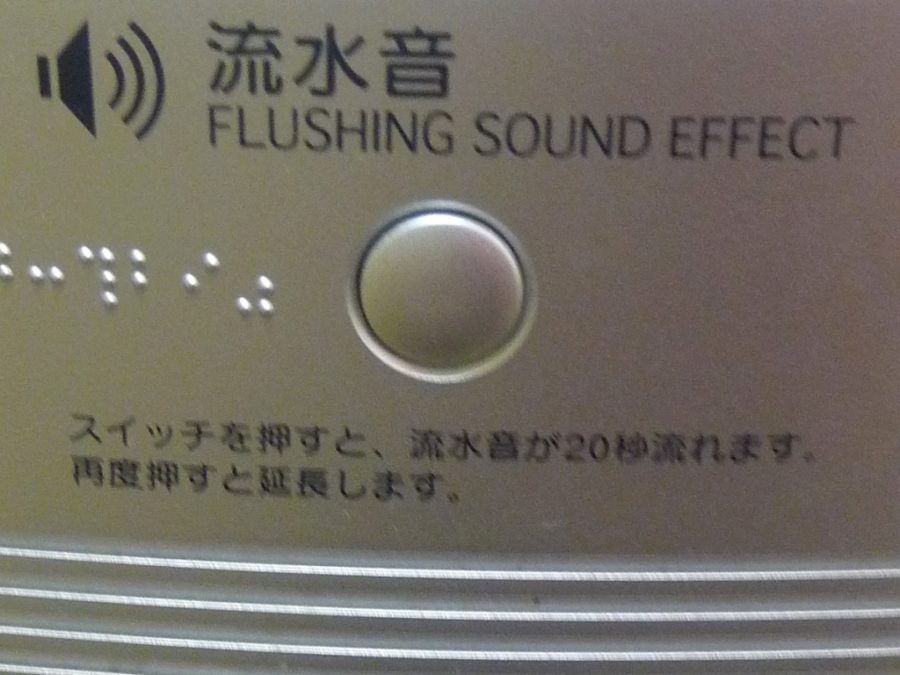 流水音
FLUSHING SOUND EFFECT
スイッチを押すと、流水音が20秒流れます。
再度押すと延長します。